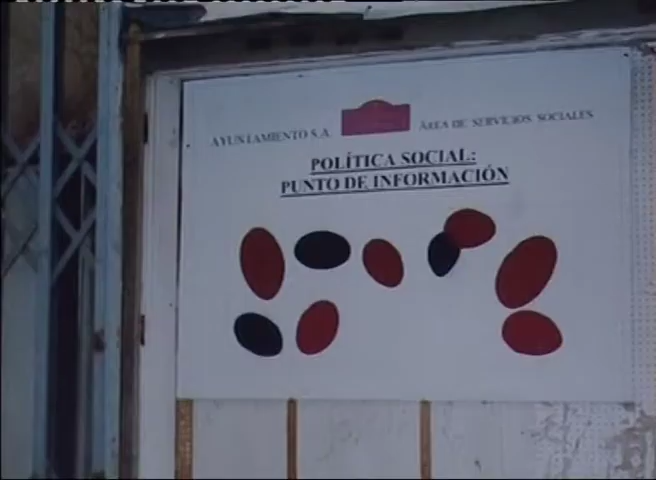 AYUNTAMIENTO S.A.
ÁREA DE SERVICIOS SOCIALES
POLÍTICA SOCIAL:
PUNTO DE INFORMACIÓN